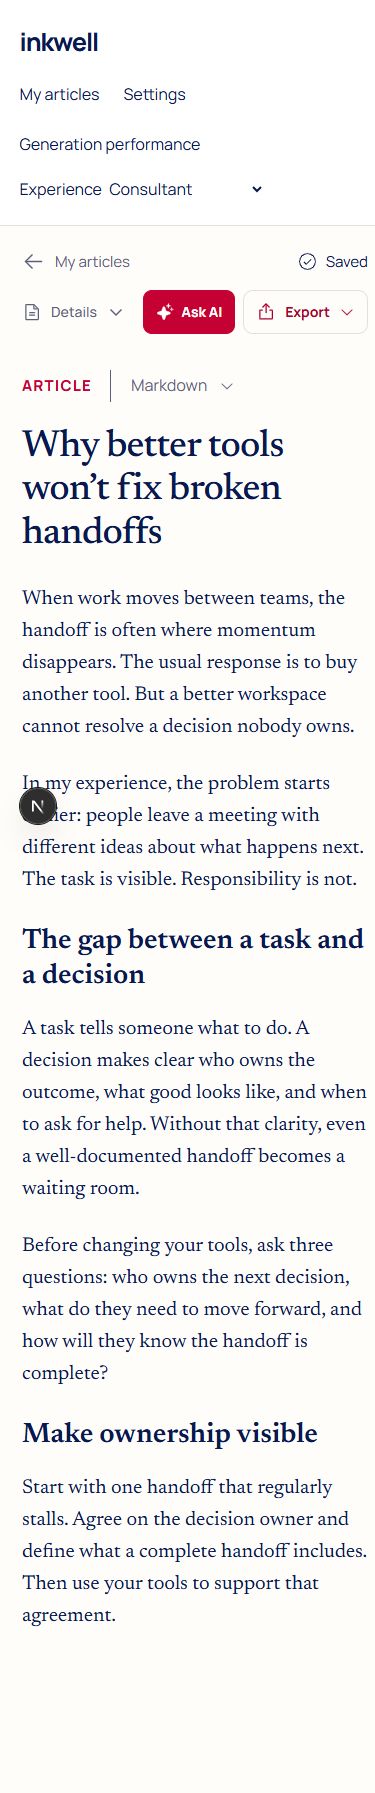 inkwell
My articles Settings
Generation performance
Experience Consultant
My articles Saved
Details Ask AI Export
ARTICLE Markdown
Why better tools
won’t fix broken
handoffs
When work moves between teams, the
handoff is often where momentum
disappears. The usual response is to buy
another tool. But a better workspace
cannot resolve a decision nobody owns.
In my experience, the problem starts
N
ier: people leave a meeting with
different ideas about what happens next.
The task is visible. Responsibility is not.
The gap between a task and
a decision
A task tells someone what to do. A
decision makes clear who owns the
outcome, what good looks like, and when
to ask for help. Without that clarity, even
a well-documented handoff becomes a
waiting room.
Before changing your tools, ask three
questions: who owns the next decision,
what do they need to move forward, and
how will they know the handoff is
complete?
Make ownership visible
Start with one handoff that regularly
stalls. Agree on the decision owner and
define what a complete handoff includes.
Then use your tools to support that
agreement.